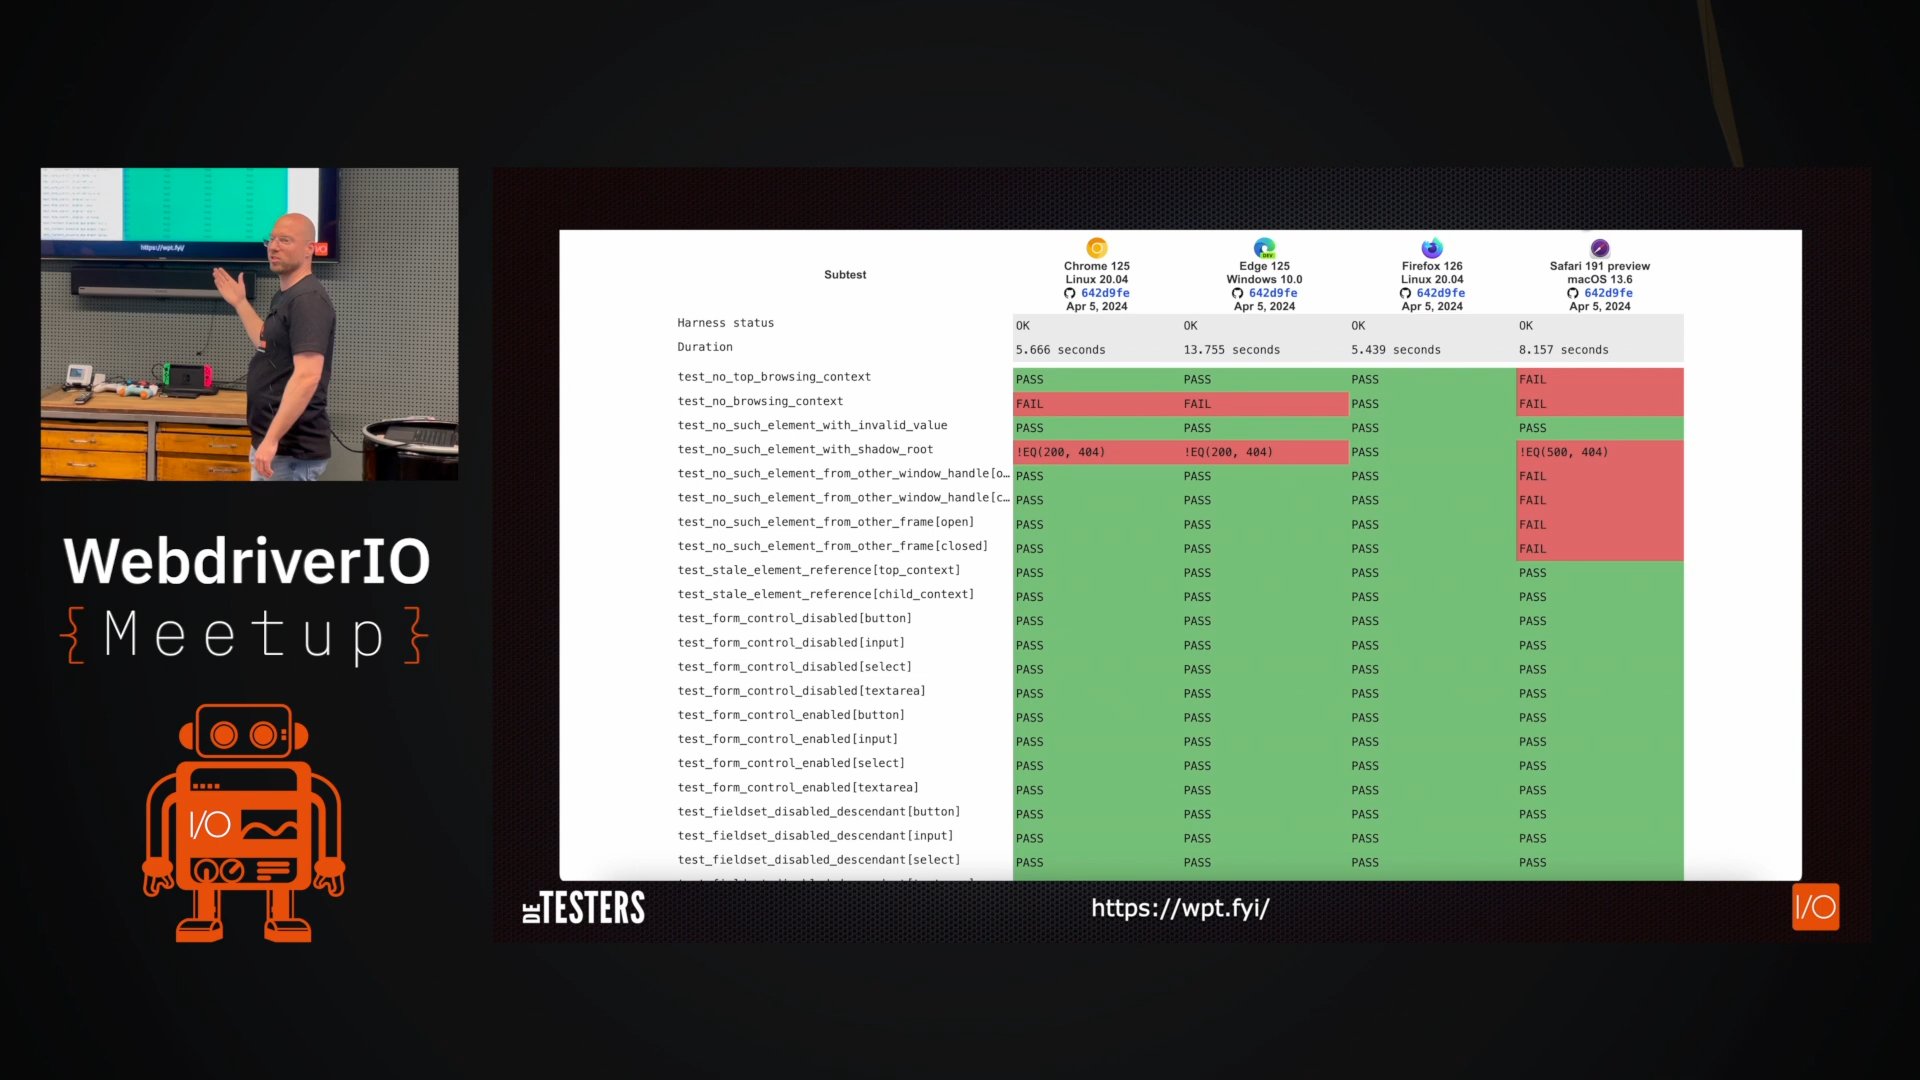 https://wpt.fyi/
I/O
WebdriverIO
{Meetup}
I/O
Subtest
Chrome 125
Linux 20.04
642d9fe
Apr 5, 2024
Edge 125
Windows 10.0
642d9fe
Apr 5, 2024
Firefox 126
Linux 20.04
642d9fe
Apr 5, 2024
Safari 191 preview
macOS 13.6
642d9fe
Apr 5, 2024
DEV
Harness status OK OK OK OK
Duration 5.666 seconds 13.755 seconds 5.439 seconds 8.157 seconds
test_no_top_browsing_context PASS PASS PASS FAIL
test_no_browsing_context FAIL FAIL PASS FAIL
test_no_such_element_with_invalid_value PASS PASS PASS PASS
test_no_such_element_with_shadow_root !EQ(200, 404) !EQ(200, 404) PASS !EQ(500, 404)
test_no_such_element_from_other_window_handle[o… PASS PASS PASS FAIL
test_no_such_element_from_other_window_handle[c… PASS PASS PASS FAIL
test_no_such_element_from_other_frame[open] PASS PASS PASS FAIL
test_no_such_element_from_other_frame[closed] PASS PASS PASS FAIL
test_stale_element_reference[top_context] PASS PASS PASS PASS
test_stale_element_reference[child_context] PASS PASS PASS PASS
test_form_control_disabled[button] PASS PASS PASS PASS
test_form_control_disabled[input] PASS PASS PASS PASS
test_form_control_disabled[select] PASS PASS PASS PASS
test_form_control_disabled[textarea] PASS PASS PASS PASS
test_form_control_enabled[button] PASS PASS PASS PASS
test_form_control_enabled[input] PASS PASS PASS PASS
test_form_control_enabled[select] PASS PASS PASS PASS
test_form_control_enabled[textarea] PASS PASS PASS PASS
test_fieldset_disabled_descendant[button] PASS PASS PASS PASS
test_fieldset_disabled_descendant[input] PASS PASS PASS PASS
test_fieldset_disabled_descendant[select] PASS PASS PASS PASS
DE TESTERS
https://wpt.fyi/
I/O